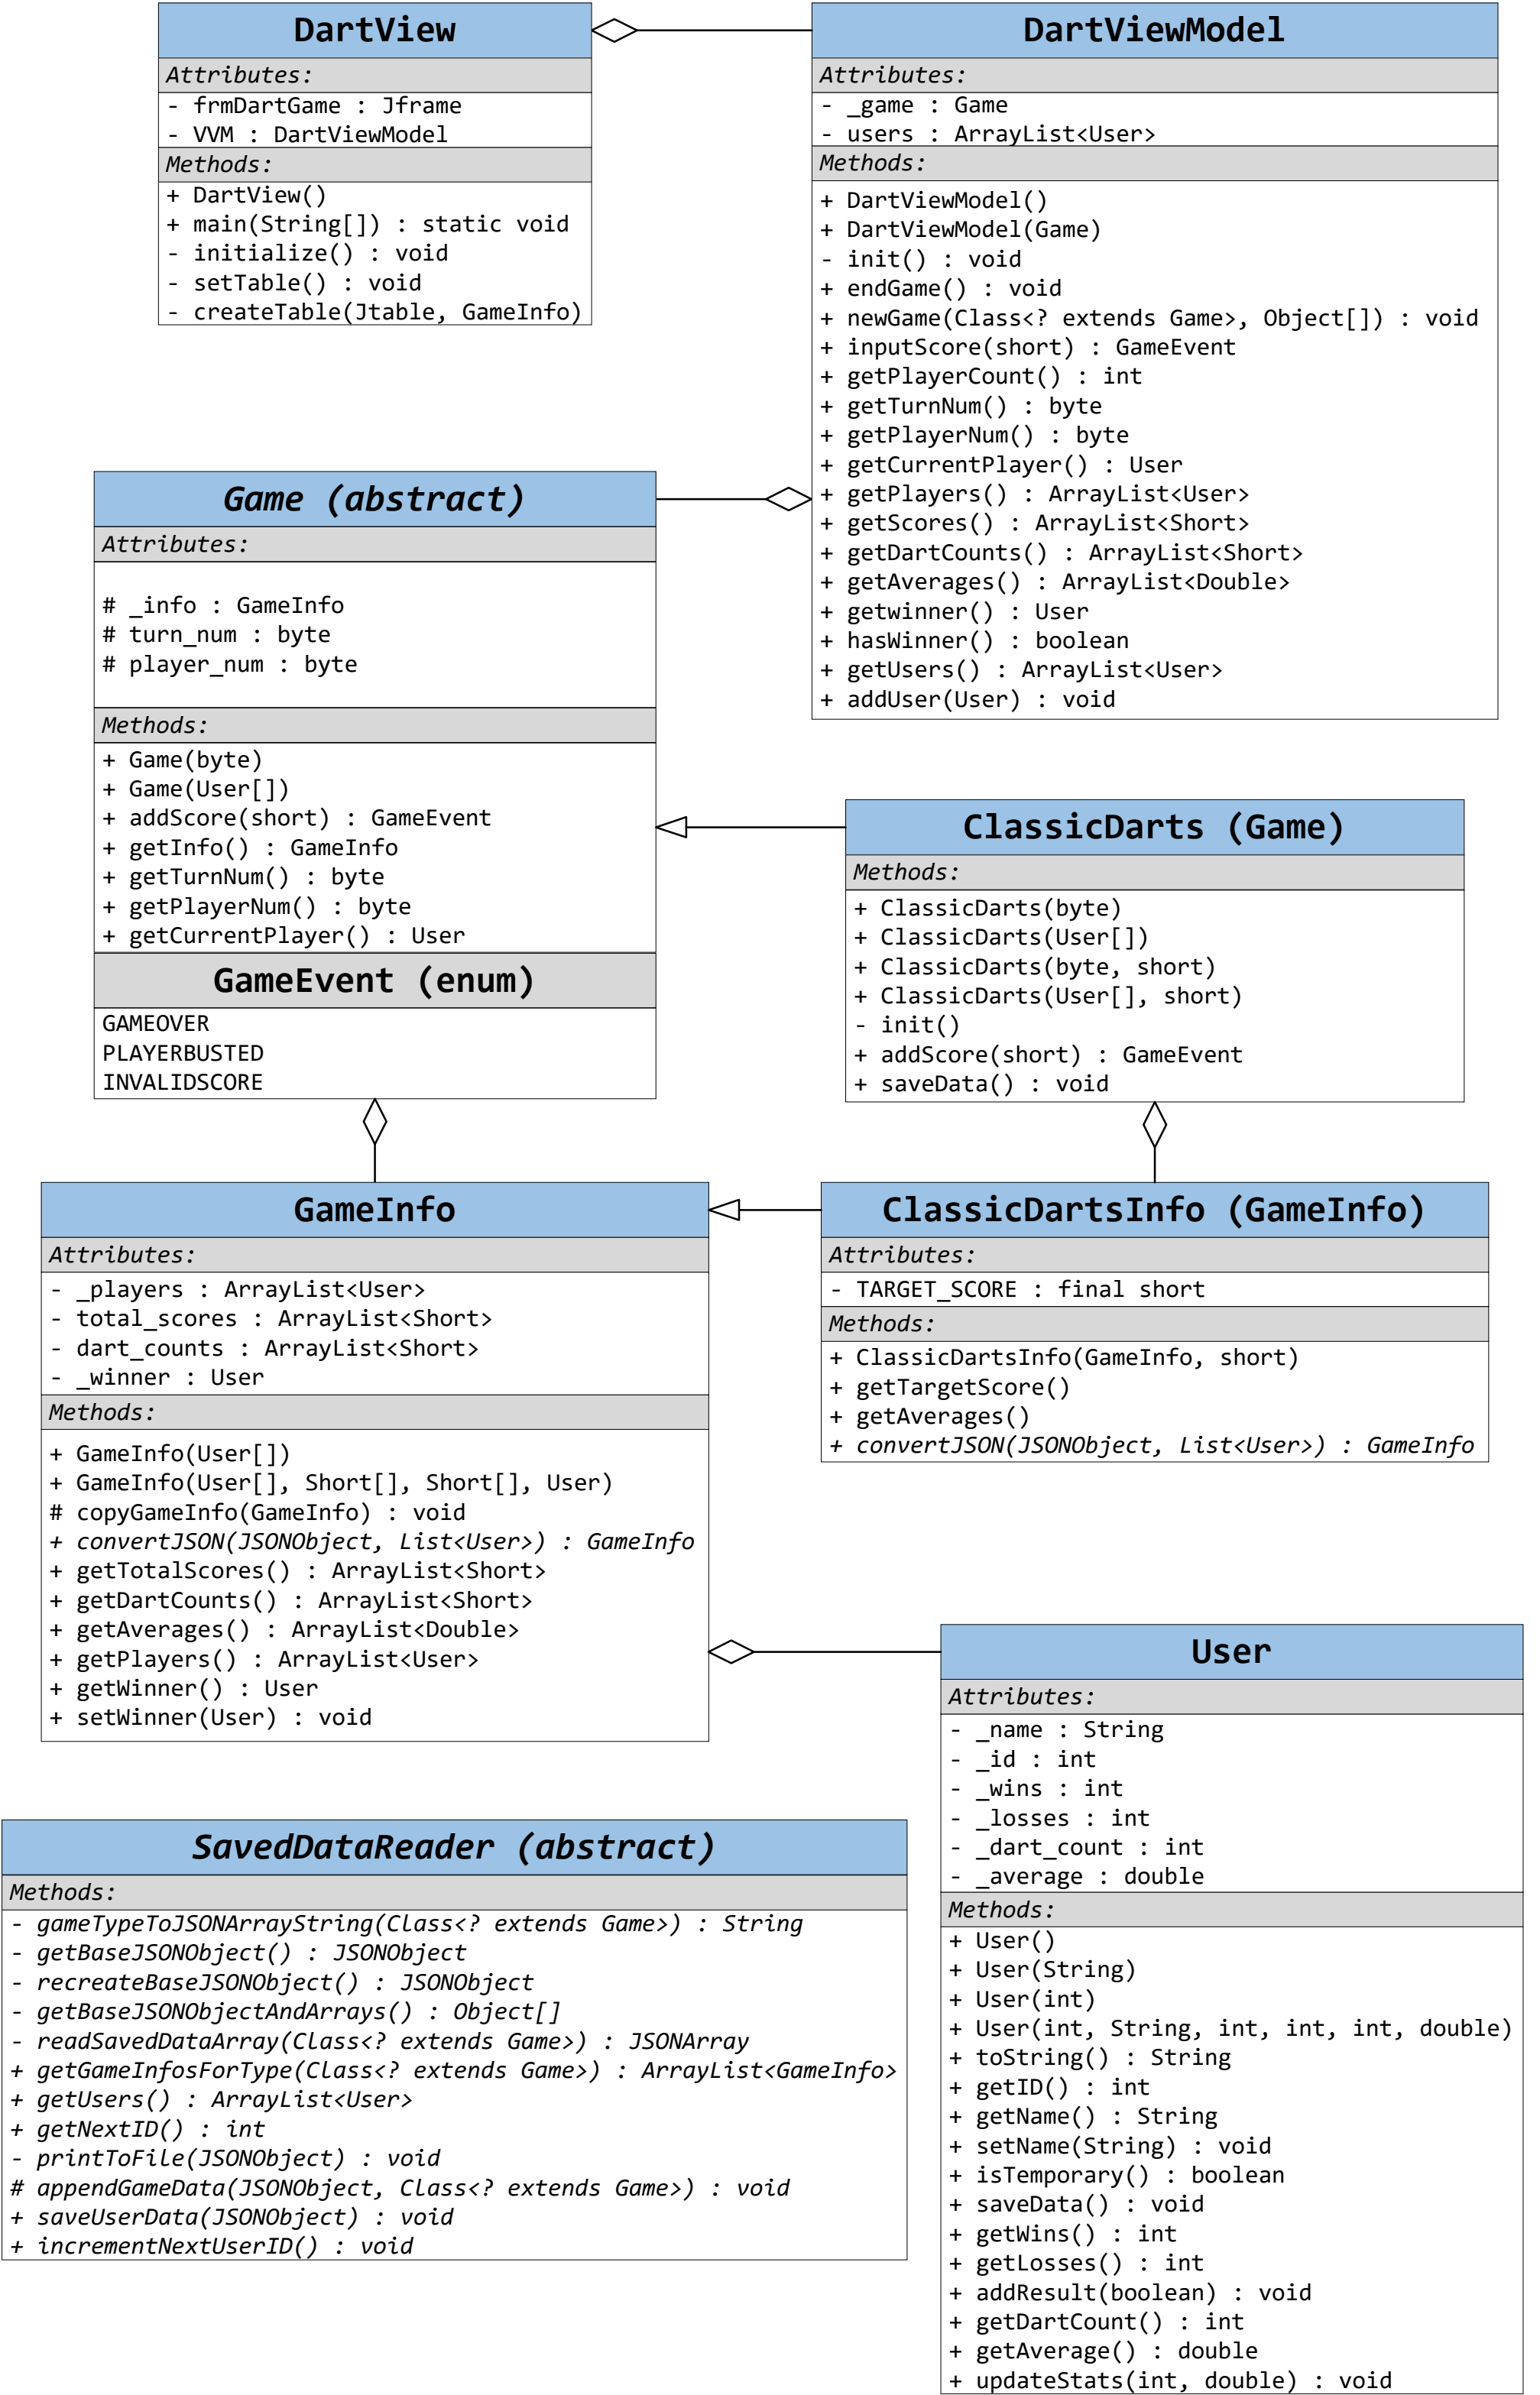 DartView
Attributes:
- frmDartGame : Jframe
- VVM : DartViewModel
Methods:
+ DartView()
+ main(String[]) : static void
- initialize() : void
- setTable() : void
- createTable(Jtable, GameInfo)
DartViewModel
Attributes:
- _game : Game
- users : ArrayList<User>
Methods:
+ DartViewModel()
+ DartViewModel(Game)
- init() : void
+ endGame() : void
+ newGame(Class<? extends Game>, Object[]) : void
+ inputScore(short) : GameEvent
+ getPlayerCount() : int
+ getTurnNum() : byte
+ getPlayerNum() : byte
+ getCurrentPlayer() : User
+ getPlayers() : ArrayList<User>
+ getScores() : ArrayList<Short>
+ getDartCounts() : ArrayList<Short>
+ getAverages() : ArrayList<Double>
+ getwinner() : User
+ hasWinner() : boolean
+ getUsers() : ArrayList<User>
+ addUser(User) : void
Game (abstract)
Attributes:
# _info : GameInfo
# turn_num : byte
# player_num : byte
Methods:
+ Game(byte)
+ Game(User[])
+ addScore(short) : GameEvent
+ getInfo() : GameInfo
+ getTurnNum() : byte
+ getPlayerNum() : byte
+ getCurrentPlayer() : User
GameEvent (enum)
GAMEOVER
PLAYERBUSTED
INVALIDSCORE
ClassicDarts (Game)
Methods:
+ ClassicDarts(byte)
+ ClassicDarts(User[])
+ ClassicDarts(byte, short)
+ ClassicDarts(User[], short)
- init()
+ addScore(short) : GameEvent
+ saveData() : void
GameInfo
Attributes:
- _players : ArrayList<User>
- total_scores : ArrayList<Short>
- dart_counts : ArrayList<Short>
- _winner : User
Methods:
+ GameInfo(User[])
+ GameInfo(User[], Short[], Short[], User)
# copyGameInfo(GameInfo) : void
+ convertJSON(JSONObject, List<User>) : GameInfo
+ getTotalScores() : ArrayList<Short>
+ getDartCounts() : ArrayList<Short>
+ getAverages() : ArrayList<Double>
+ getPlayers() : ArrayList<User>
+ getWinner() : User
+ setWinner(User) : void
ClassicDartsInfo (GameInfo)
Attributes:
- TARGET_SCORE : final short
Methods:
+ ClassicDartsInfo(GameInfo, short)
+ getTargetScore()
+ getAverages()
+ convertJSON(JSONObject, List<User>) : GameInfo
User
Attributes:
- _name : String
- _id : int
- _wins : int
- _losses : int
- _dart_count : int
- _average : double
Methods:
+ User()
+ User(String)
+ User(int)
+ User(int, String, int, int, int, double)
+ toString() : String
+ getID() : int
+ getName() : String
+ setName(String) : void
+ isTemporary() : boolean
+ saveData() : void
+ getWins() : int
+ getLosses() : int
+ addResult(boolean) : void
+ getDartCount() : int
+ getAverage() : double
+ updateStats(int, double) : void
SavedDataReader (abstract)
Methods:
- gameTypeToJSONArrayString(Class<? extends Game>) : String
- getBaseJSONObject() : JSONObject
- recreateBaseJSONObject() : JSONObject
- getBaseJSONObjectAndArrays() : Object[]
- readSavedDataArray(Class<? extends Game>) : JSONArray
+ getGameInfosForType(Class<? extends Game>) : ArrayList<GameInfo>
+ getUsers() : ArrayList<User>
+ getNextID() : int
- printToFile(JSONObject) : void
# appendGameData(JSONObject, Class<? extends Game>) : void
+ saveUserData(JSONObject) : void
+ incrementNextUserID() : void